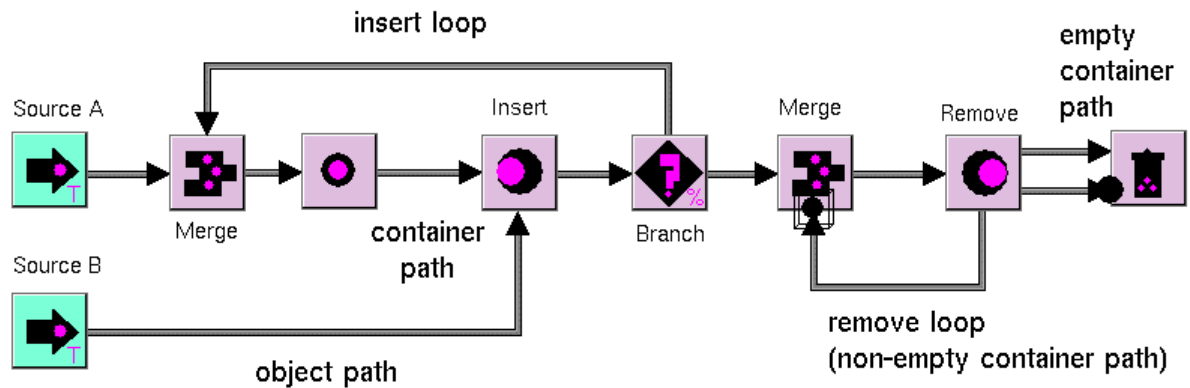 insert loop
empty
container
path
Source A
Insert
Merge
Remove
T
?
%
Merge
container
path
Branch
Source B
T
object path
remove loop
(non-empty container path)